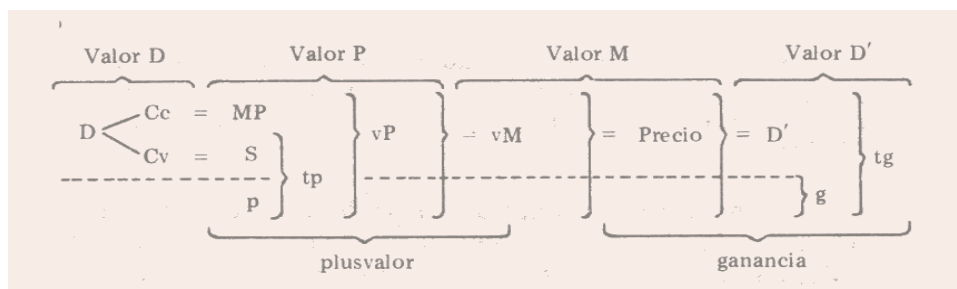 Valor D Valor P Valor M Valor D′
Cc = MP
D vP = vM = Precio = D′
Cv = S
tp tg
p g
plusvalor ganancia